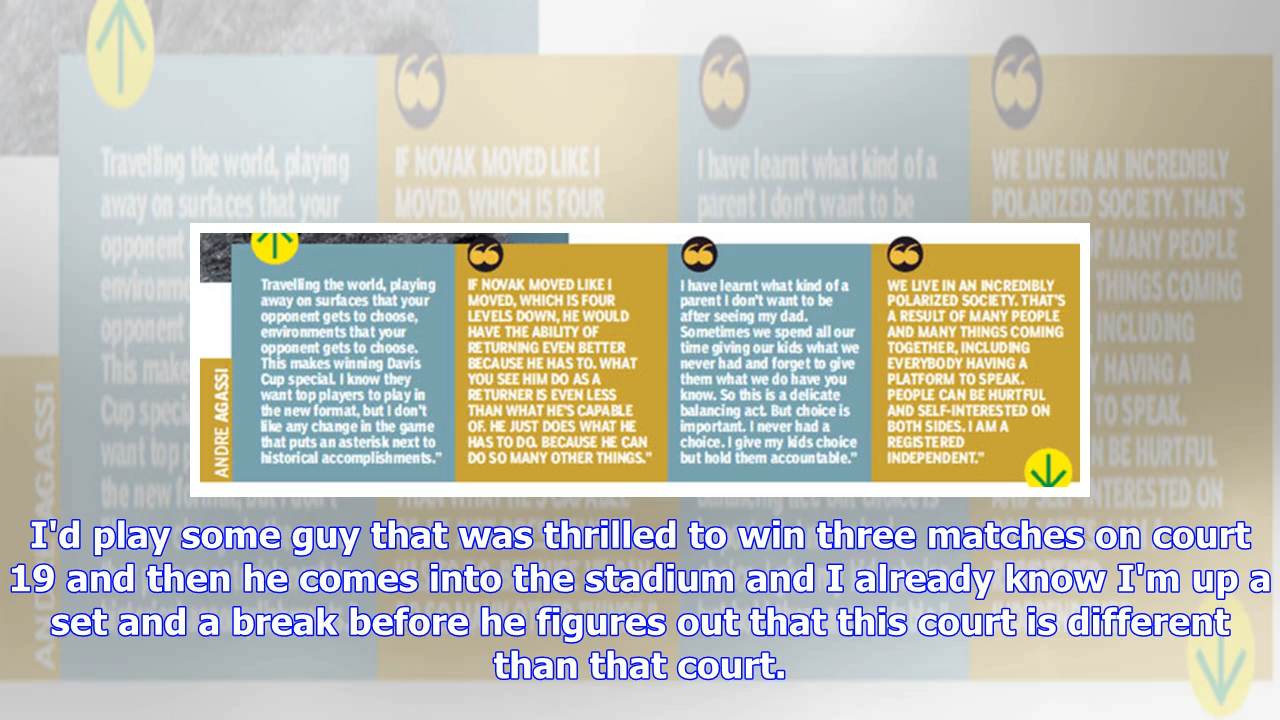 ANDRE AGASSI
Travelling the world, playing
away on surfaces that your
opponent gets to choose,
environments that your
opponent gets to choose.
This makes winning Davis
Cup special. I know they
want top players to play in
the new format, but I don't
like any change in the game
that puts an asterisk next to
historical accomplishments."
IF NOVAK MOVED LIKE I
MOVED, WHICH IS FOUR
LEVELS DOWN, HE WOULD
HAVE THE ABILITY OF
RETURNING EVEN BETTER
BECAUSE HE HAS TO. WHAT
YOU SEE HIM DO AS A
RETURNER IS EVEN LESS
THAN WHAT HE'S CAPABLE
OF. HE JUST DOES WHAT HE
HAS TO DO. BECAUSE HE CAN
DO SO MANY OTHER THINGS."
I have learnt what kind of a
parent I don't want to be
after seeing my dad.
Sometimes we spend all our
time giving our kids what we
never had and forget to give
them what we do have you
know. So this is a delicate
balancing act. But choice is
important. I never had a
choice. I give my kids choice
but hold them accountable."
WE LIVE IN AN INCREDIBLY
POLARIZED SOCIETY. THAT'S
A RESULT OF MANY PEOPLE
AND MANY THINGS COMING
TOGETHER, INCLUDING
EVERYBODY HAVING A
PLATFORM TO SPEAK.
PEOPLE CAN BE HURTFUL
AND SELF-INTERESTED ON
BOTH SIDES. I AM A
REGISTERED
INDEPENDENT."
I'd play some guy that was thrilled to win three matches on court
19 and then he comes into the stadium and I already know I'm up a
set and a break before he figures out that this court is different
than that court.